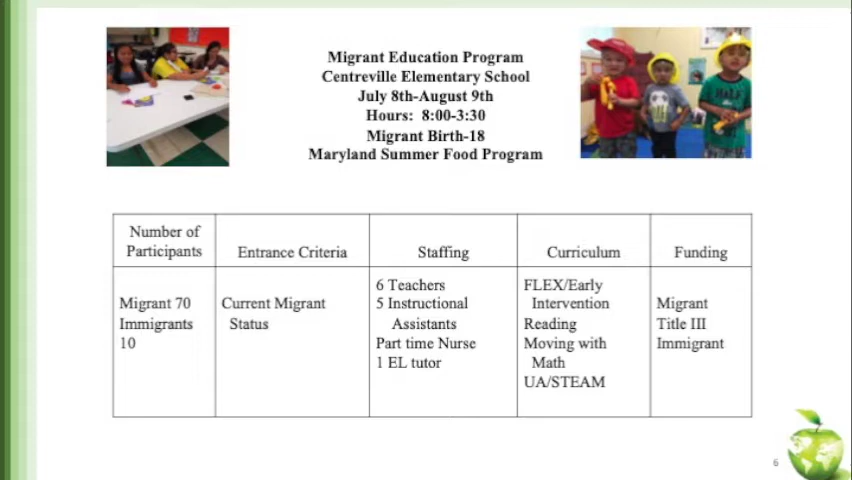 Migrant Education Program
Centreville Elementary School
July 8th-August 9th
Hours: 8:00-3:30
Migrant Birth-18
Maryland Summer Food Program
Number of
Participants
Entrance Criteria
Staffing
Curriculum
Funding
Migrant 70
Immigrants
10
Current Migrant
Status
6 Teachers
5 Instructional
Assistants
Part time Nurse
1 EL tutor
FLEX/Early
Intervention
Reading
Moving with
Math
UA/STEAM
Migrant
Title III
Immigrant
6